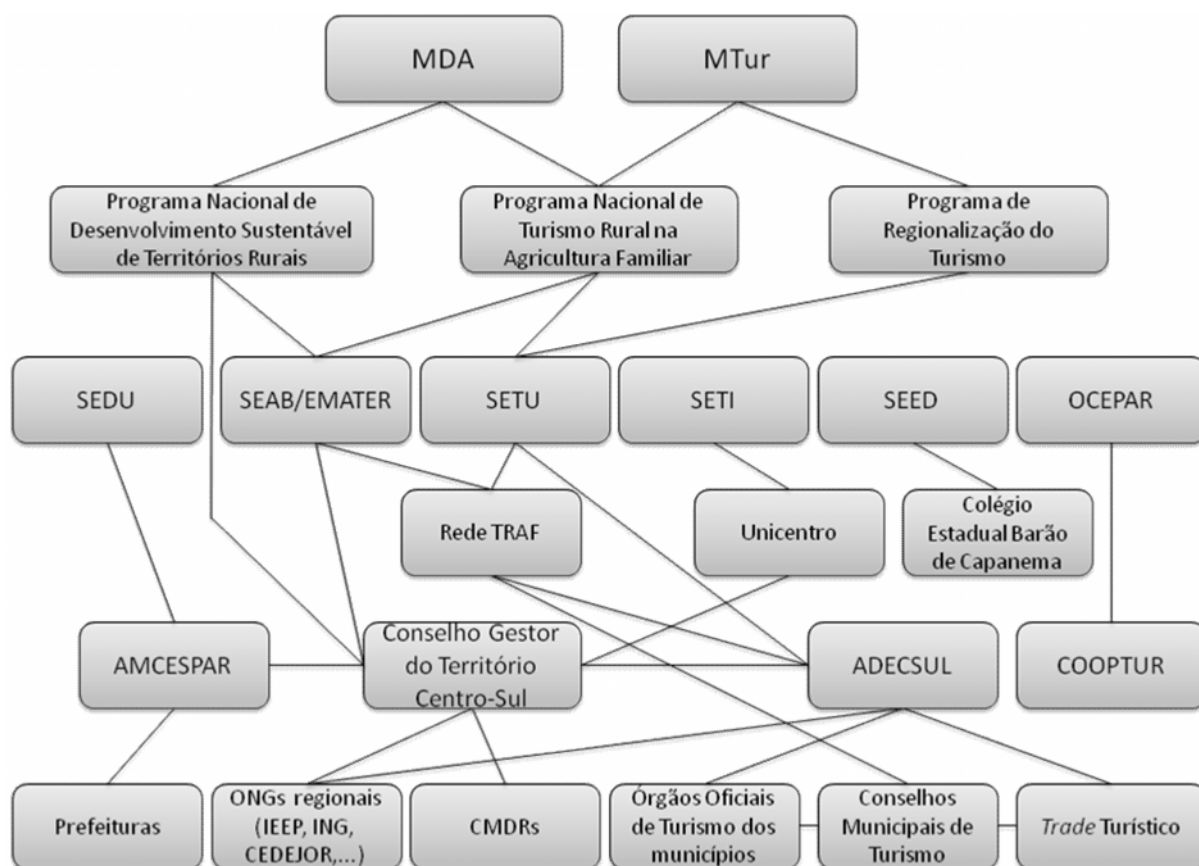 MDA
MTur
Programa Nacional de
Desenvolvimento Sustentável
de Territórios Rurais
Programa Nacional de
Turismo Rural na
Agricultura Familiar
Programa de
Regionalização do
Turismo
SEDU
SEAB/EMATER
SETU
SETI
SEED
OCEPAR
Rede TRAF
Unicentro
Colégio
Estadual Barão
de Capanema
AMCESPAR
Conselho Gestor
do Território
Centro-Sul
ADECSUL
COOPTUR
Prefeituras
ONGs regionais
(IEEP, ING,
CEDEJOR,...)
CMDRs
Órgãos Oficiais
de Turismo dos
municípios
Conselhos
Municipais de
Turismo
Trade Turístico